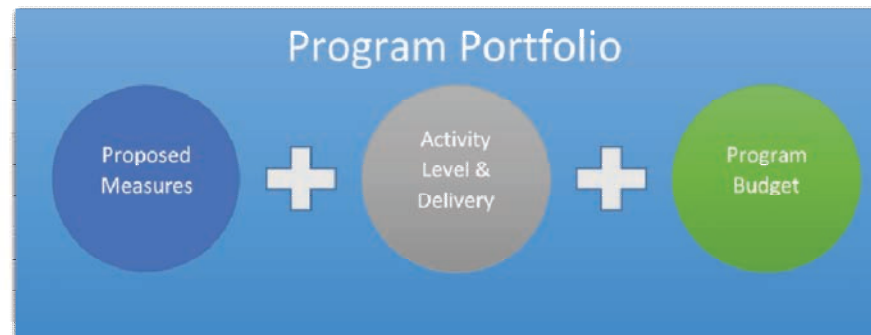 Program Portfolio
Proposed
Measures
Activity
Level &
Delivery
Program
Budget